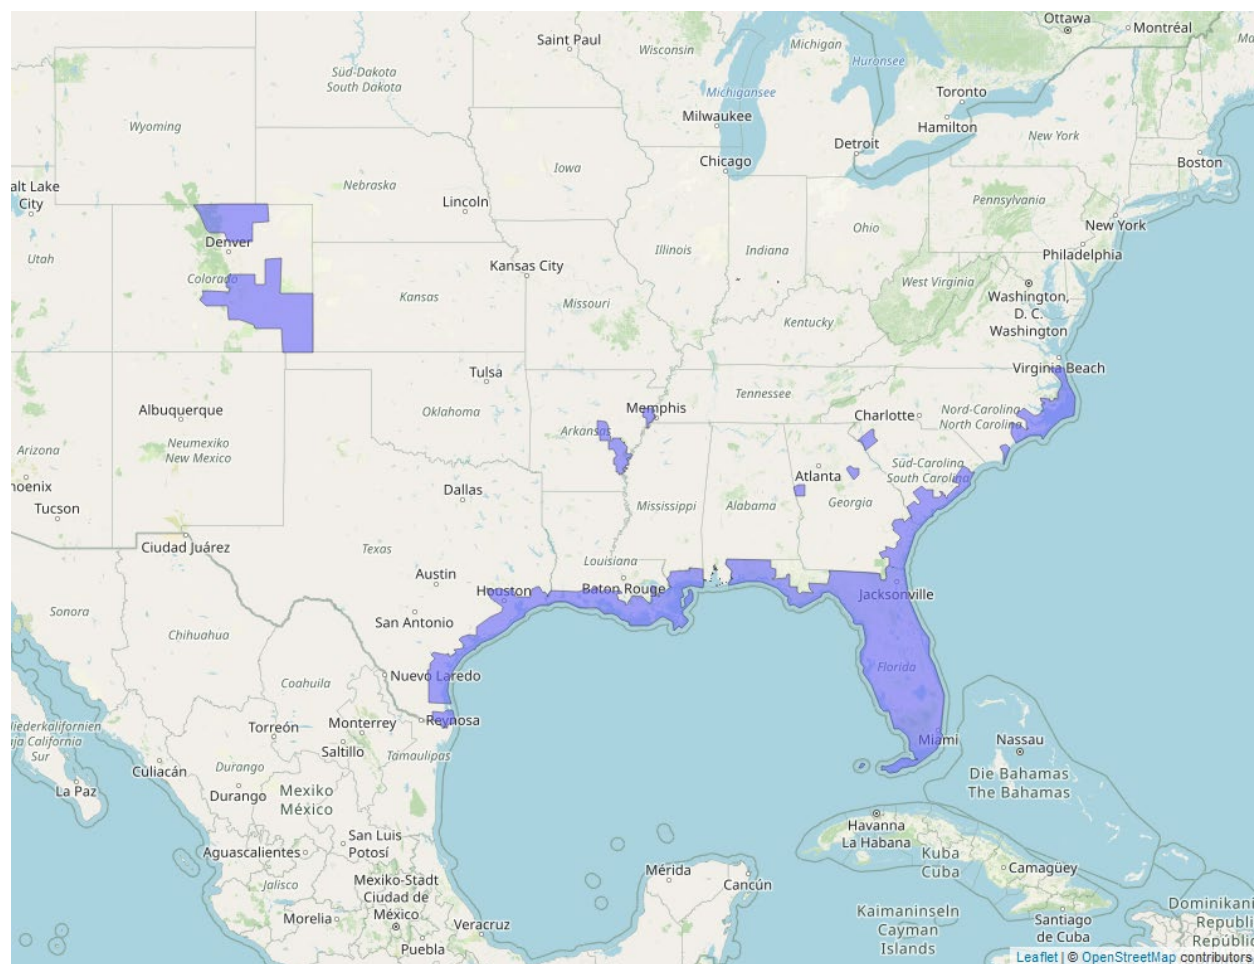 Ottawa
Montréal
Saint Paul
Wisconsin
Michigan
Huronsee
Süd-Dakota
South Dakota
Toronto
Michigansee
Milwaukee
Hamilton
Wyoming
New York
Detroit
Chicago
Boston
Iowa
alt Lake
City
Nebraska
Lincoln
Pennsylvania
New York
Ohio
Denver
Illinois
Indiana
Utah
Philadelphia
Kansas City
Colorado
West Virginia
Kansas
Missouri
Washington,
D. C.
Washington
Kentucky
Virginia Beach
Tulsa
Tennessee
Albuquerque
Memphis
Oklahoma
Charlotte
Nord-Carolina
North Carolina
Arkansas
Neumexiko
New Mexico
Arizona
Süd-Carolina
South Carolina
Atlanta
hoenix
Dallas
Tucson
Mississippi
Alabama
Georgia
Ciudad Juárez
Texas
Louisiana
Austin
Baton Rouge
Houston
Jacksonville
Sonora
San Antonio
Chihuahua
Florida
Nuevo Laredo
Coahuila
Reynosa
Monterrey
Torreón
liederkalifornien
aja California
Sur
Saltillo
Tamaulipas
Miami
Nassau
Durango
Culiacán
Die Bahamas
The Bahamas
La Paz
Durango
Mexiko
México
Havanna
La Habana
San Luis
Potosí
Aguascalientes
Kuba
Cuba
Camagüey
Mérida
Jalisco
Mexiko-Stadt
Ciudad de
México
Cancún
Dominikani
Republi
Repúbli
Kaimaninseln
Cayman
Islands
Morelia
Veracruz
Santiago
de Cuba
Puebla
Leaflet | © OpenStreetMap contributors